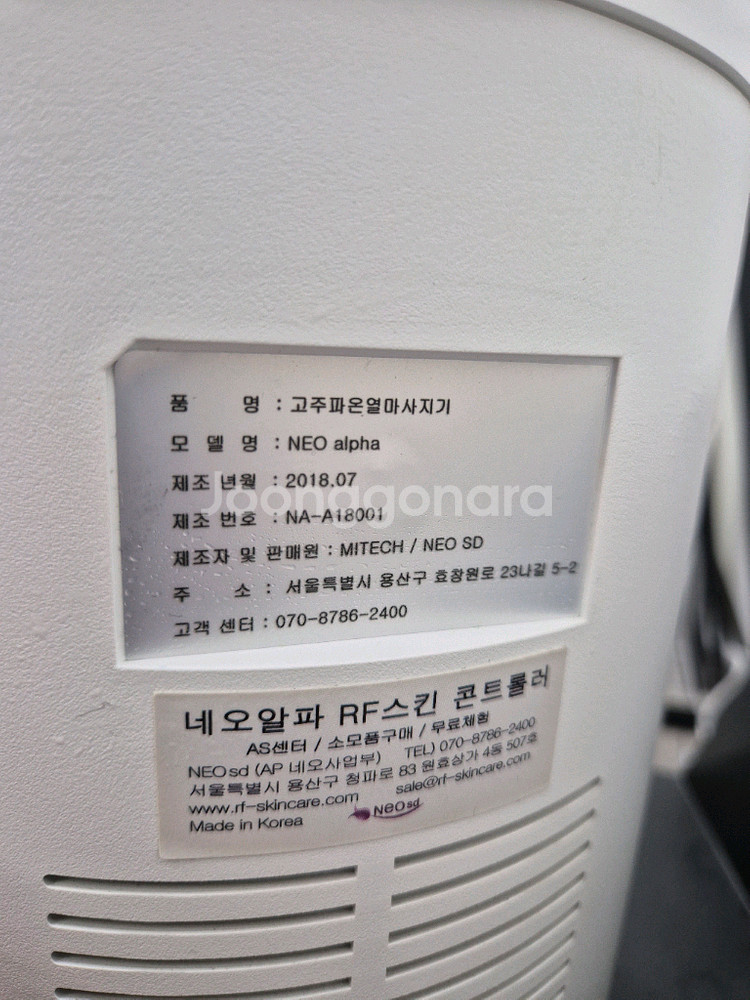 품 명 : 고주파온열마사지기
모 델 명 : NEO alpha
제조 년월 : 2018.07
Joonggonara
제조 번호 : NA-A18001
제조자 및 판매원 : MITECH / NEO SD
주 소 : 서울특별시 용산구 효창원로 23나길 5-2
고객 센터 : 070-8786-2400
네오알파 RF스킨 콘트롤러
AS센터 / 소모품구매 / 무료체험
NEOsd (AP 네오사업부) TEL) 070-8786-2400
서울특별시 용산구 청파로 83 원효상가 4동 507호
www.rf-skincare.com sale@rf-skincare.com
Made in Korea NEOsd